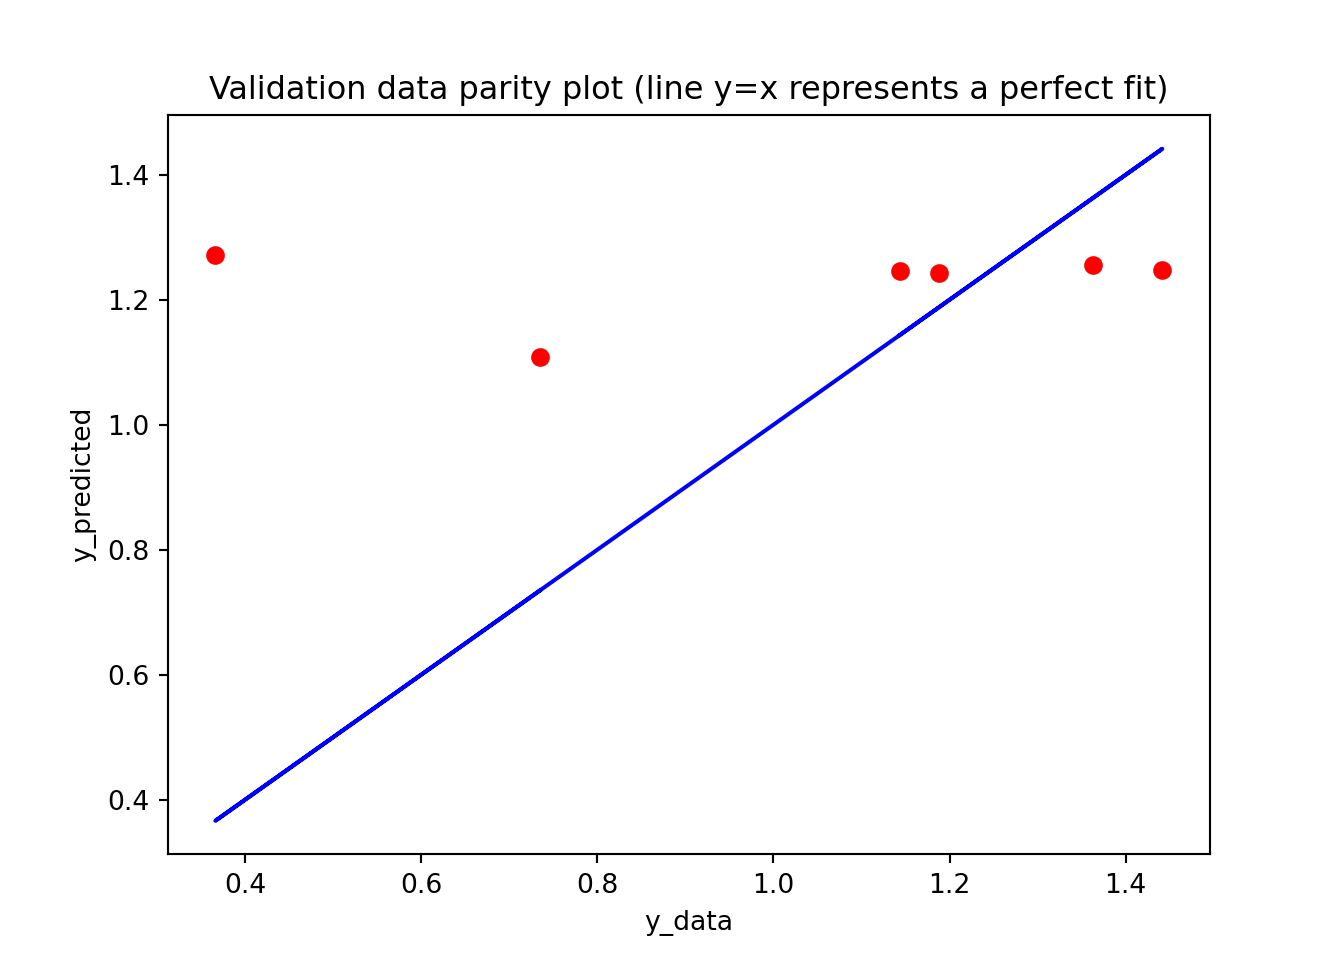 Validation data parity plot (line y=x represents a perfect fit)
1.4
1.2
1.0
0.8
0.6
0.4
y_predicted
0.4 0.6 0.8 1.0 1.2 1.4
y_data